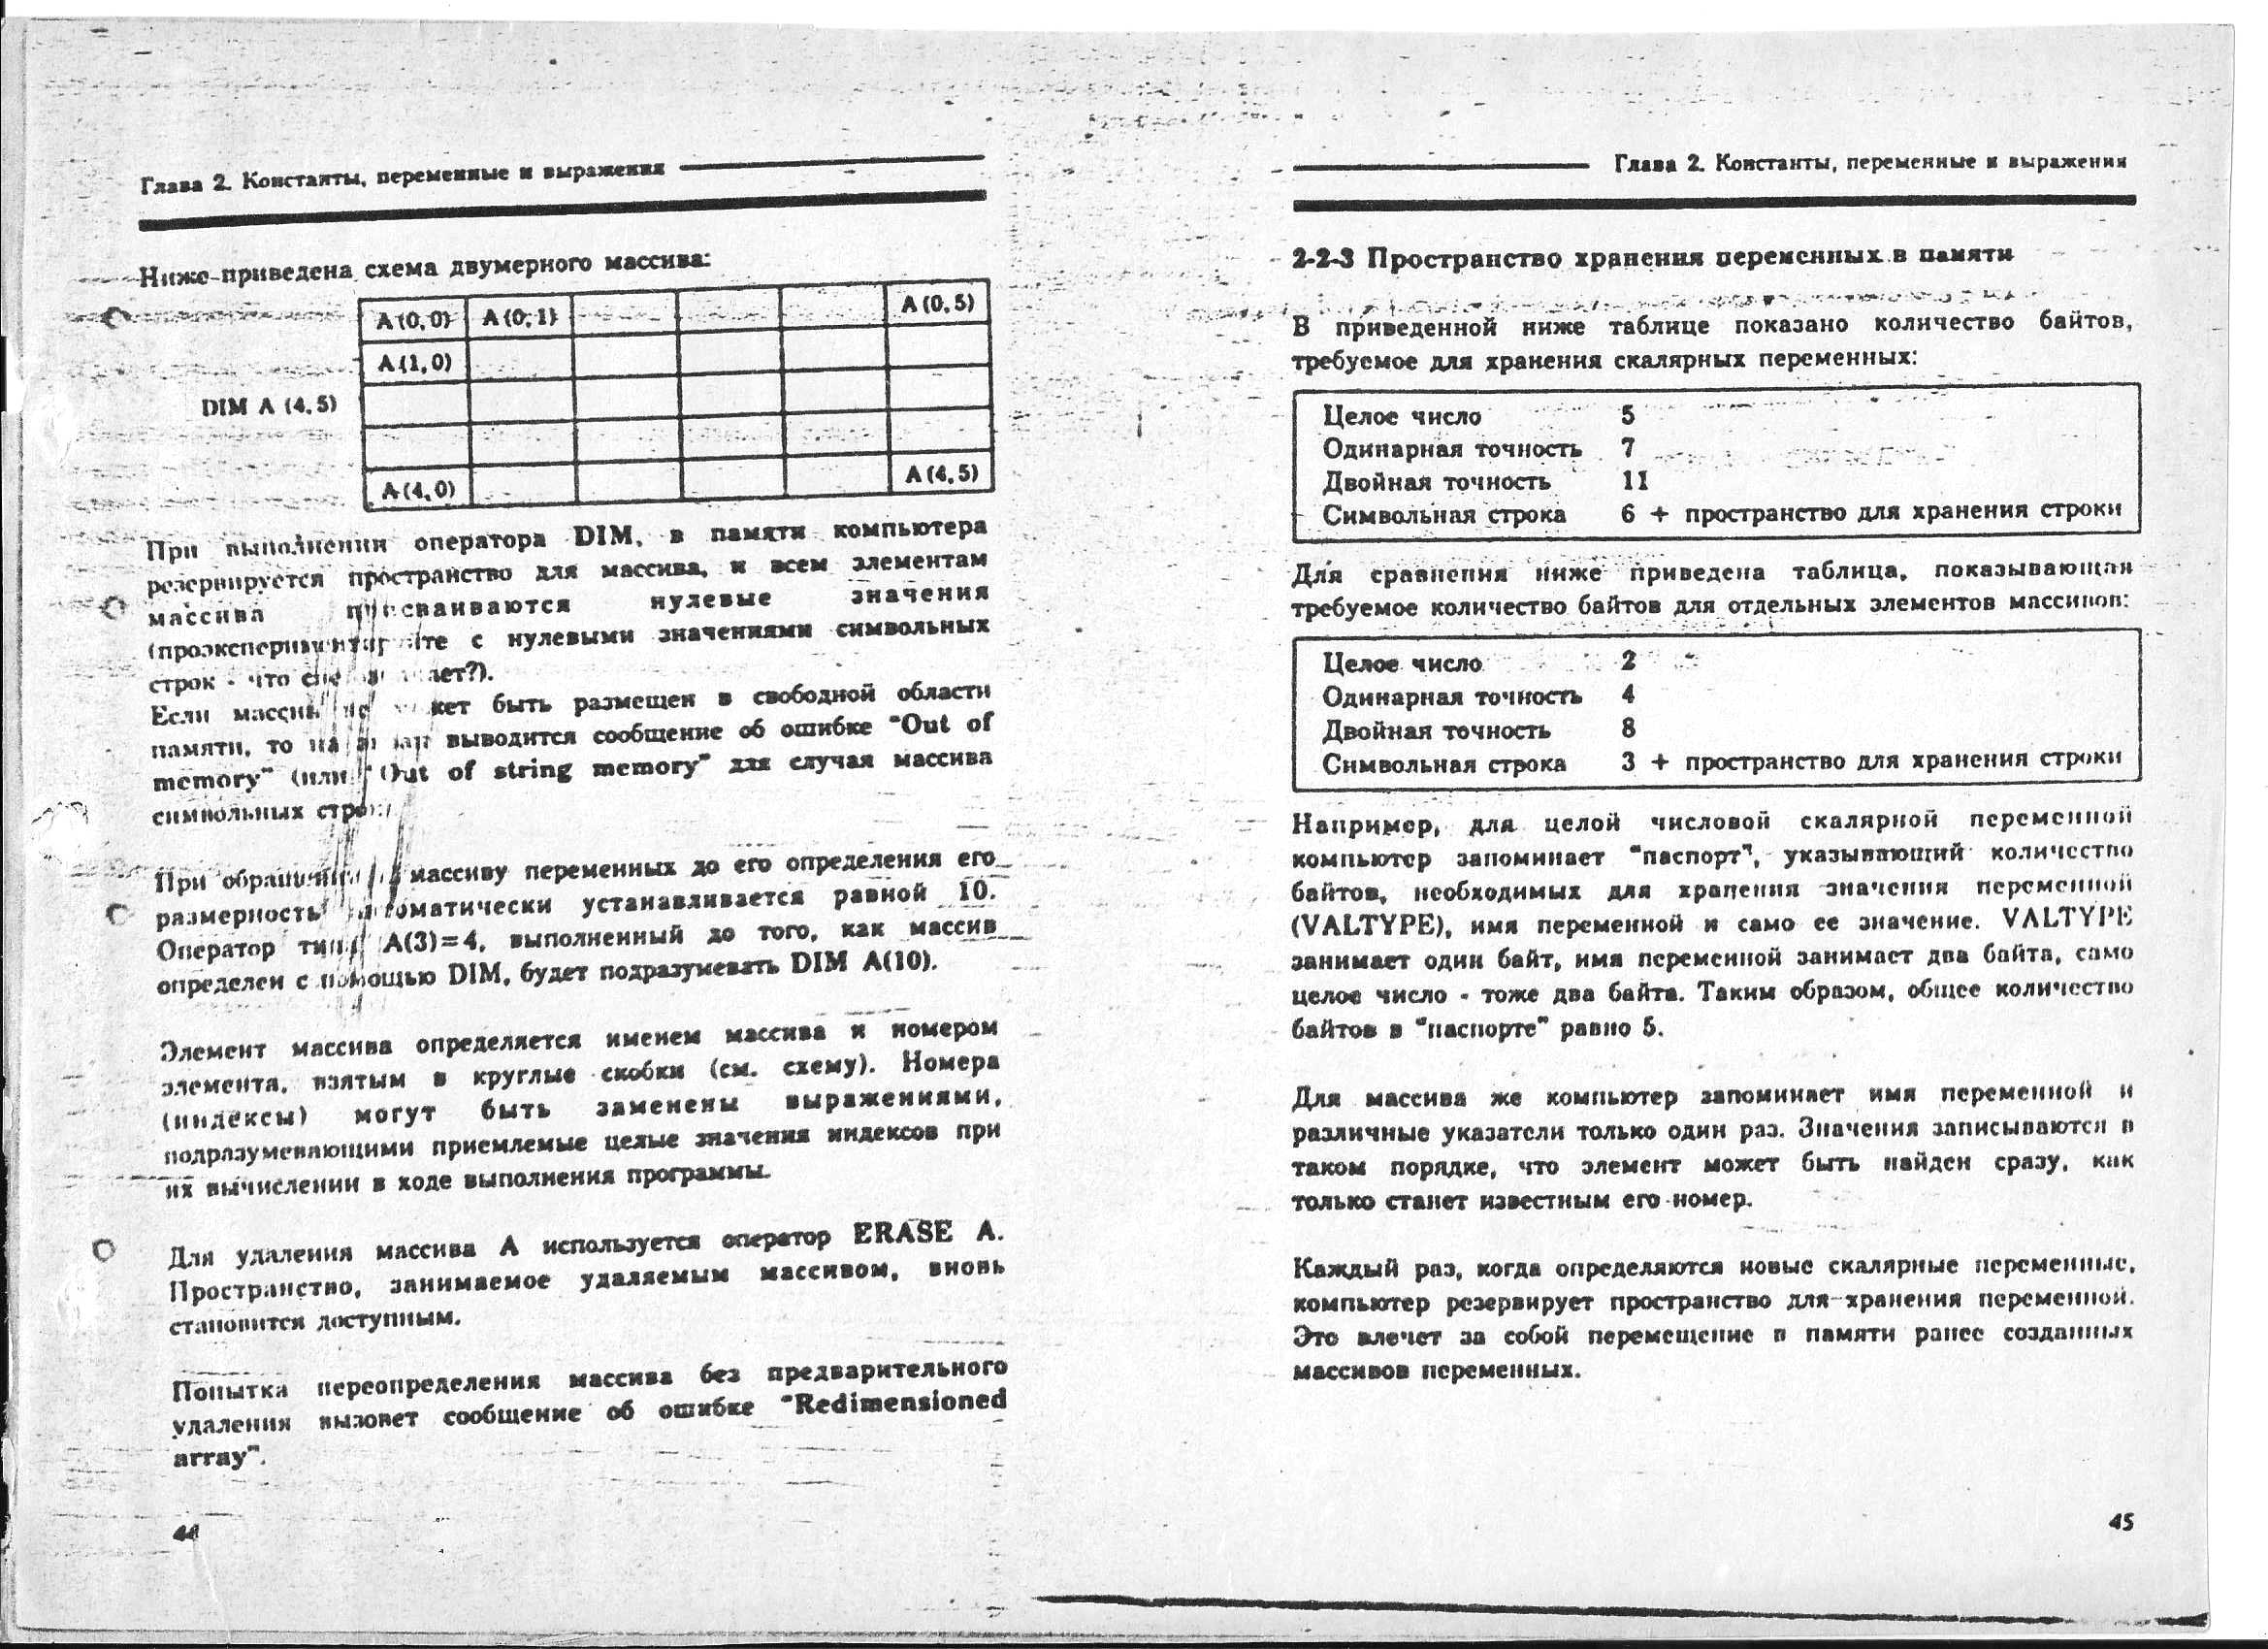 Глава 2. Константы, переменные и выражения
Ниже приведена схема двумерного массива:
A(0,0) A(0,1) A(0,5)
A(1,0)
DIM A (4,5)
A(4,0) A(4,5)
При выполнении оператора DIM, в памяти компьютера
резервируется пространство для массива, и всем элементам
массива присваиваются нулевые значения
(проэкспериментируйте с нулевыми значениями символьных
строк - что
Если массив не может быть размещен в свободной области
памяти, то на экран выводится сообщение об ошибке "Out of
memory" (или "Out of string memory" для случая массива
символьных строк)
При обращении к массиву переменных до его определения его
размерность автоматически устанавливается равной 10.
Оператор типа A(3)=4, выполненный до того, как массив
определен с помощью DIM, будет подразумевать DIM A(10).
Элемент массива определяется именем массива и номером
элемента, взятым в круглые скобки (см. схему). Номера
(индексы) могут быть заменены выражениями,
подразумевающими приемлемые целые значения индексов при
их вычислении в ходе выполнения программы.
Для удаления массива A используется оператор ERASE A.
Пространство, занимаемое удаляемым массивом, вновь
становится доступным.
Попытка переопределения массива без предварительного
удаления вызовет сообщение об ошибке "Redimensioned
array".
44
Глава 2. Константы, переменные и выражения
2-2-3 Пространство хранения переменных в памяти
В приведенной ниже таблице показано количество байтов,
требуемое для хранения скалярных переменных:
Целое число 5
Одинарная точность 7
Двойная точность 11
Символьная строка 6 + пространство для хранения строки
Для сравнения ниже приведена таблица, показывающая
требуемое количество байтов для отдельных элементов массивов:
Целое число 2
Одинарная точность 4
Двойная точность 8
Символьная строка 3 + пространство для хранения строки
Например, для целой числовой скалярной переменной
компьютер запоминает "паспорт", указывающий количество
байтов, необходимых для хранения значения переменной
(VALTYPE), имя переменной и само ее значение. VALTYPE
занимает один байт, имя переменной занимает два байта, само
целое число - тоже два байта. Таким образом, общее количество
байтов в "паспорте" равно 5.
Для массива же компьютер запоминает имя переменной и
различные указатели только один раз. Значения записываются в
таком порядке, что элемент может быть найден сразу, как
только станет известным его номер.
Каждый раз, когда определяются новые скалярные переменные,
компьютер резервирует пространство для хранения переменной.
Это влечет за собой перемещение в памяти ранее созданных
массивов переменных.
45